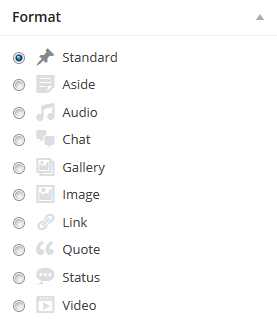 Format
Standard
Aside
Audio
Chat
Gallery
Image
Link
Quote
Status
Video